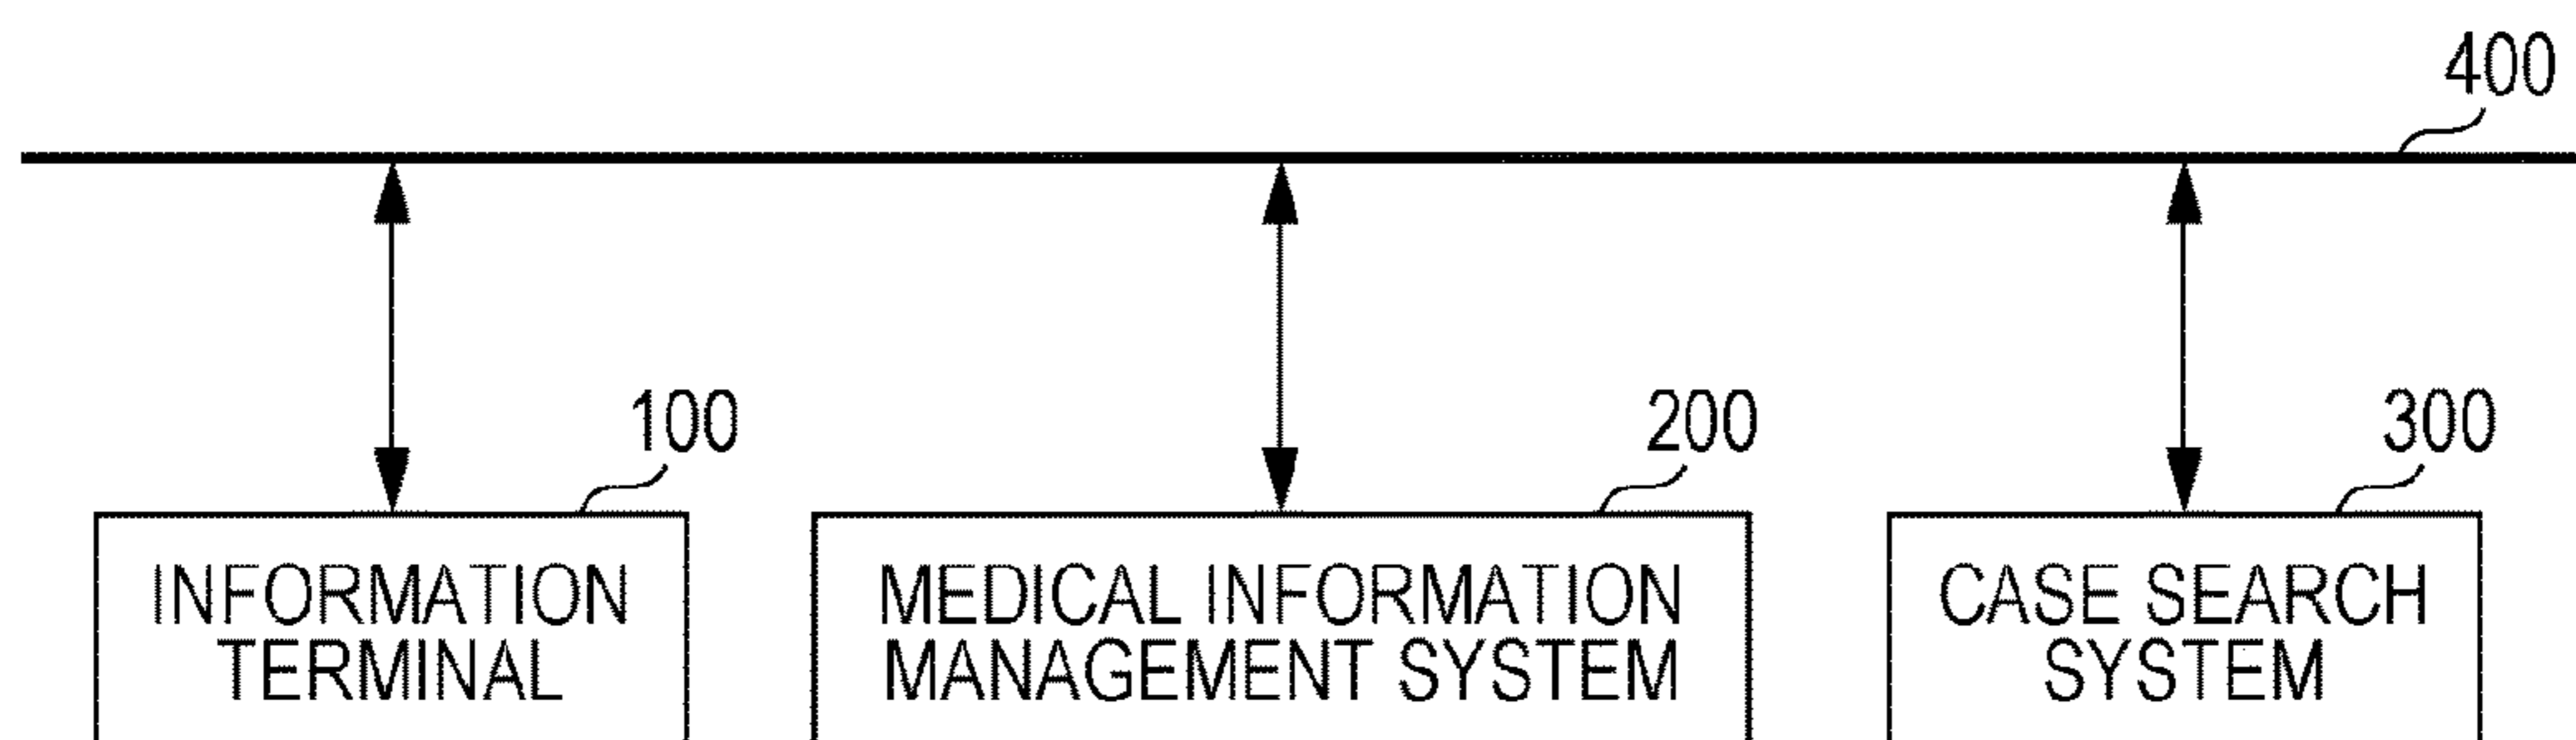 400
100
200
300
INFORMATION
TERMINAL
MEDICAL INFORMATION
MANAGEMENT SYSTEM
CASE SEARCH
SYSTEM